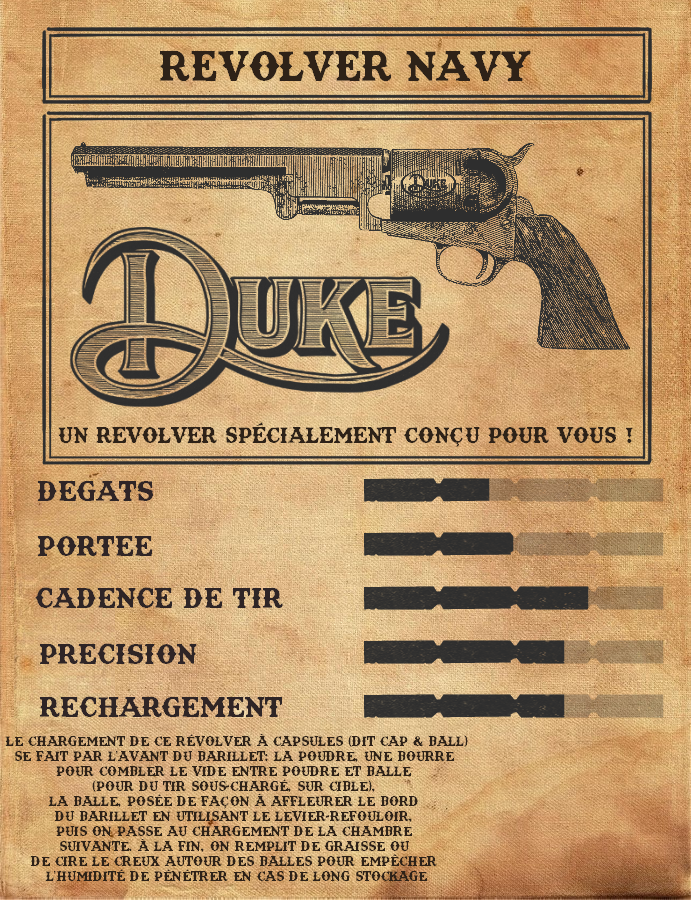 REVOLVER NAVY
DUKE
DUKE
UN REVOLVER SPÉCIALEMENT CONÇU POUR VOUS !
DEGATS
PORTEE
CADENCE DE TIR
PRECISION
RECHARGEMENT
LE CHARGEMENT DE CE RÉVOLVER À CAPSULES (DIT CAP & BALL)
SE FAIT PAR L'AVANT DU BARILLET: LA POUDRE, UNE BOURRE
POUR COMBLER LE VIDE ENTRE POUDRE ET BALLE
(POUR DU TIR SOUS-CHARGÉ, SUR CIBLE),
LA BALLE, POSÉE DE FAÇON À AFFLEURER LE BORD
DU BARILLET EN UTILISANT LE LEVIER-REFOULOIR,
PUIS ON PASSE AU CHARGEMENT DE LA CHAMBRE
SUIVANTE. À LA FIN, ON REMPLIT DE GRAISSE OU
DE CIRE LE CREUX AUTOUR DES BALLES POUR EMPÊCHER
L'HUMIDITÉ DE PÉNÉTRER EN CAS DE LONG STOCKAGE